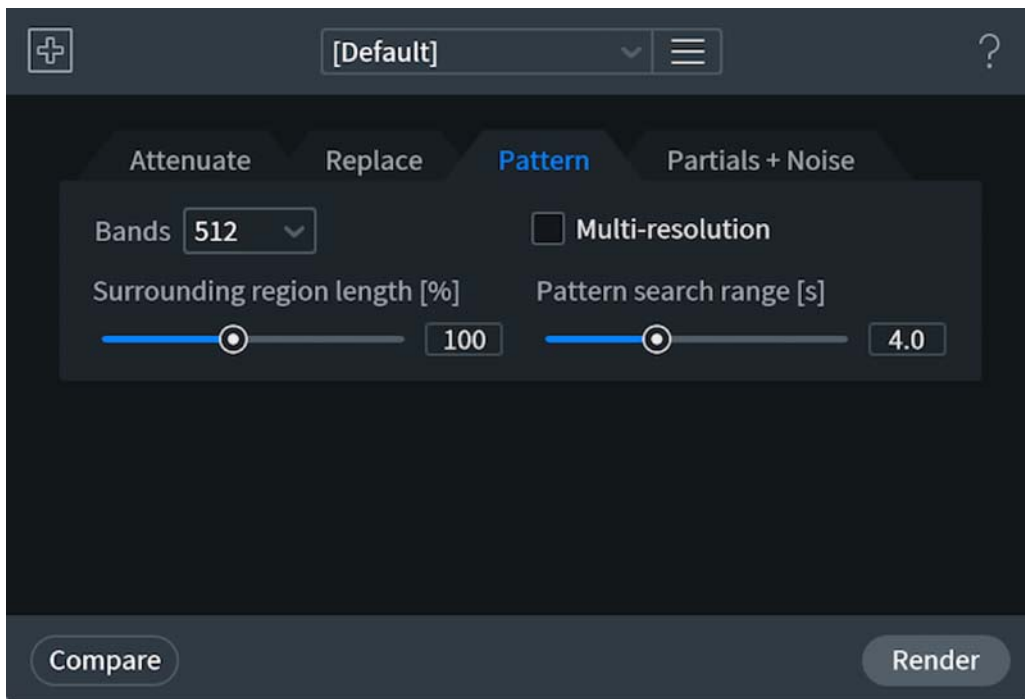 [Default] ?
Attenuate Replace Pattern Partials + Noise
Bands 512 Multi-resolution
Surrounding region length [%] Pattern search range [s]
100 4.0
Compare Render